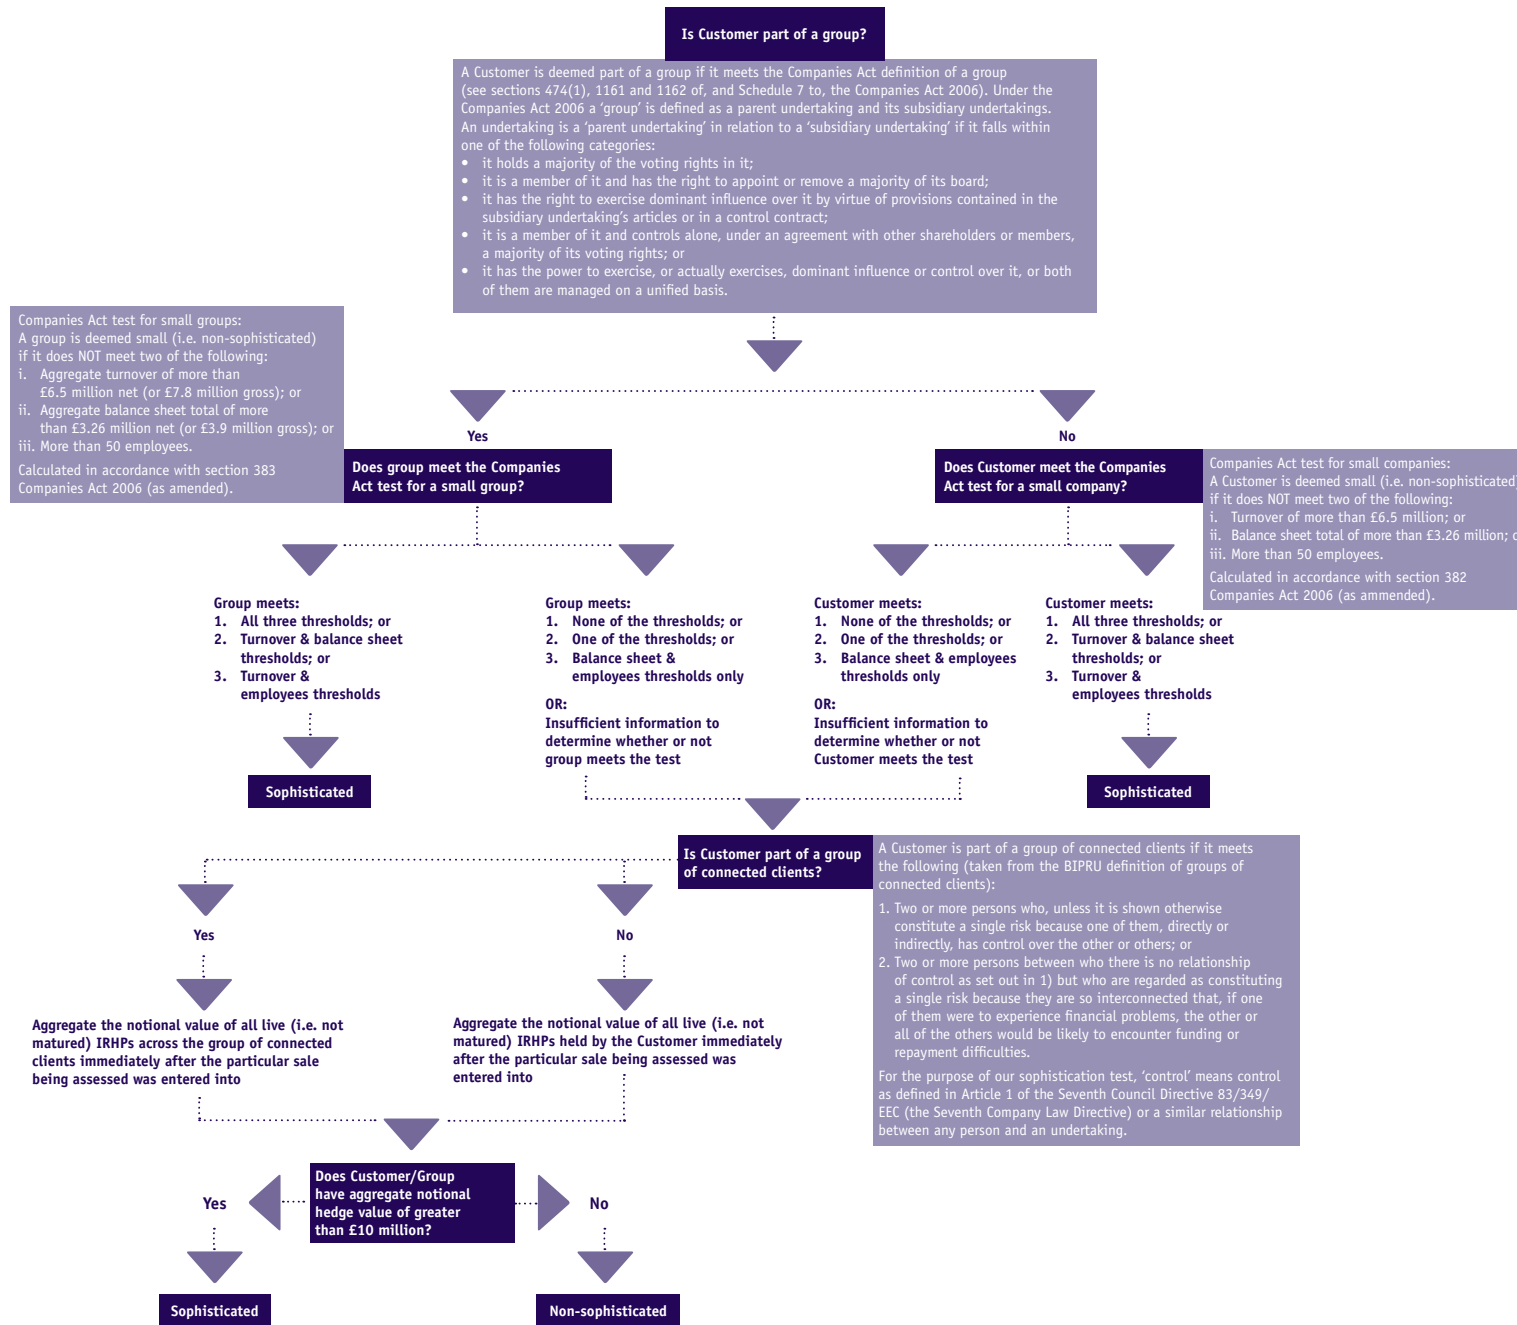 Is Customer part of a group?
A Customer is deemed part of a group if it meets the Companies Act definition of a group
(see sections 474(1), 1161 and 1162 of, and Schedule 7 to, the Companies Act 2006). Under the
Companies Act 2006 a ‘group’ is defined as a parent undertaking and its subsidiary undertakings.
An undertaking is a ‘parent undertaking’ in relation to a ‘subsidiary undertaking’ if it falls within
one of the following categories:
• it holds a majority of the voting rights in it;
• it is a member of it and has the right to appoint or remove a majority of its board;
• it has the right to exercise dominant influence over it by virtue of provisions contained in the
subsidiary undertaking’s articles or in a control contract;
• it is a member of it and controls alone, under an agreement with other shareholders or members,
a majority of its voting rights; or
• it has the power to exercise, or actually exercises, dominant influence or control over it, or both
of them are managed on a unified basis.
Companies Act test for small groups:
A group is deemed small (i.e. non-sophisticated)
if it does NOT meet two of the following:
i. Aggregate turnover of more than
£6.5 million net (or £7.8 million gross); or
ii. Aggregate balance sheet total of more
than £3.26 million net (or £3.9 million gross); or
iii. More than 50 employees.
Calculated in accordance with section 383
Companies Act 2006 (as amended).
Yes
Does group meet the Companies
Act test for a small group?
No
Does Customer meet the Companies
Act test for a small company?
Companies Act test for small companies:
A Customer is deemed small (i.e. non-sophisticated)
if it does NOT meet two of the following:
i. Turnover of more than £6.5 million; or
ii. Balance sheet total of more than £3.26 million;
iii. More than 50 employees.
Calculated in accordance with section 382
Companies Act 2006 (as ammended).
Group meets:
1. All three thresholds; or
2. Turnover & balance sheet
thresholds; or
3. Turnover &
employees thresholds
Sophisticated
Group meets:
1. None of the thresholds; or
2. One of the thresholds; or
3. Balance sheet &
employees thresholds only
OR:
Insufficient information to
determine whether or not
group meets the test
Customer meets:
1. None of the thresholds; or
2. One of the thresholds; or
3. Balance sheet & employees
thresholds only
OR:
Insufficient information to
determine whether or not
Customer meets the test
Customer meets:
1. All three thresholds; or
2. Turnover & balance sheet
thresholds; or
3. Turnover &
employees thresholds
Sophisticated
Is Customer part of a group
of connected clients?
A Customer is part of a group of connected clients if it meets
the following (taken from the BIPRU definition of groups of
connected clients):
1. Two or more persons who, unless it is shown otherwise
constitute a single risk because one of them, directly or
indirectly, has control over the other or others; or
2. Two or more persons between who there is no relationship
of control as set out in 1) but who are regarded as constituting
a single risk because they are so interconnected that, if one
of them were to experience financial problems, the other or
all of the others would be likely to encounter funding or
repayment difficulties.
For the purpose of our sophistication test, ‘control’ means control
as defined in Article 1 of the Seventh Council Directive 83/349/
EEC (the Seventh Company Law Directive) or a similar relationship
between any person and an undertaking.
Yes
Aggregate the notional value of all live (i.e. not
matured) IRHPs across the group of connected
clients immediately after the particular sale
being assessed was entered into
No
Aggregate the notional value of all live (i.e. not
matured) IRHPs held by the Customer immediately
after the particular sale being assessed was
entered into
Does Customer/Group
have aggregate notional
hedge value of greater
than £10 million?
Yes
No
Sophisticated
Non-sophisticated